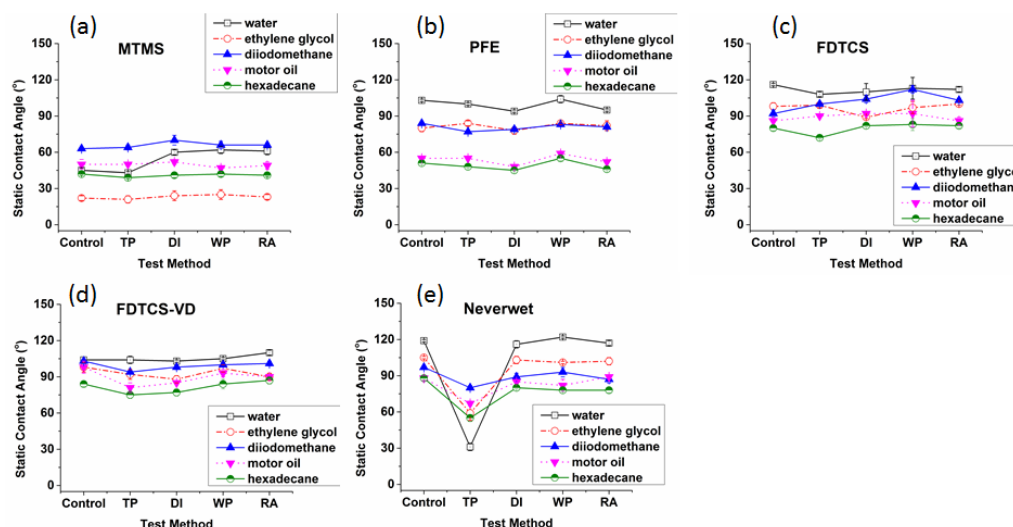 (a)
MTMS
water
ethylene glycol
diiodomethane
motor oil
hexadecane
150
120
90
60
30
0
Static Contact Angle (°)
Control TP DI WP RA
Test Method
(b)
PFE
water
ethylene glycol
diiodomethane
motor oil
hexadecane
150
120
90
60
30
0
Static Contact Angle (°)
Control TP DI WP RA
Test Method
(c)
FDTCS
150
120
90
60
30
0
Static Contact Angle (°)
water
ethylene glycol
diiodomethane
motor oil
hexadecane
Control TP DI WP RA
Test Method
(d)
FDTCS-VD
150
120
90
60
30
0
Static Contact Angle (°)
water
ethylene glycol
diiodomethane
motor oil
hexadecane
Control TP DI WP RA
Test Method
(e)
Neverwet
150
120
90
60
30
0
Static Contact Angle (°)
water
ethylene glycol
diiodomethane
motor oil
hexadecane
Control TP DI WP RA
Test Method